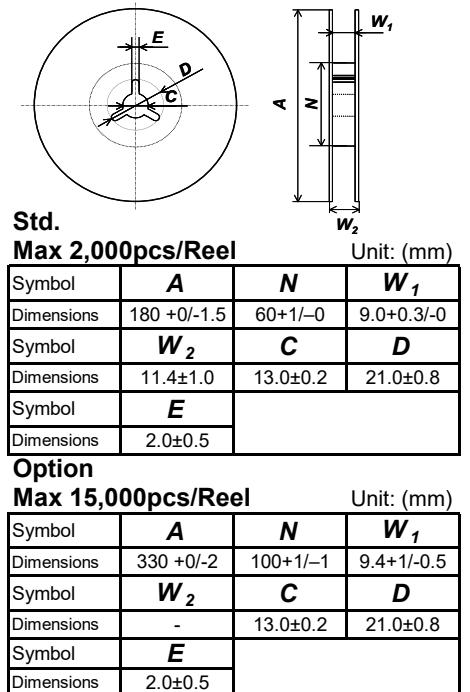 E
D
C
A
N
W1
W2
Std.
Max 2,000pcs/Reel Unit: (mm)
Symbol A N W1
Dimensions 180 +0/-1.5 60+1/–0 9.0+0.3/-0
Symbol W2 C D
Dimensions 11.4±1.0 13.0±0.2 21.0±0.8
Symbol E
Dimensions 2.0±0.5
Option
Max 15,000pcs/Reel Unit: (mm)
Symbol A N W1
Dimensions 330 +0/-2 100+1/–1 9.4+1/-0.5
Symbol W2 C D
Dimensions - 13.0±0.2 21.0±0.8
Symbol E
Dimensions 2.0±0.5